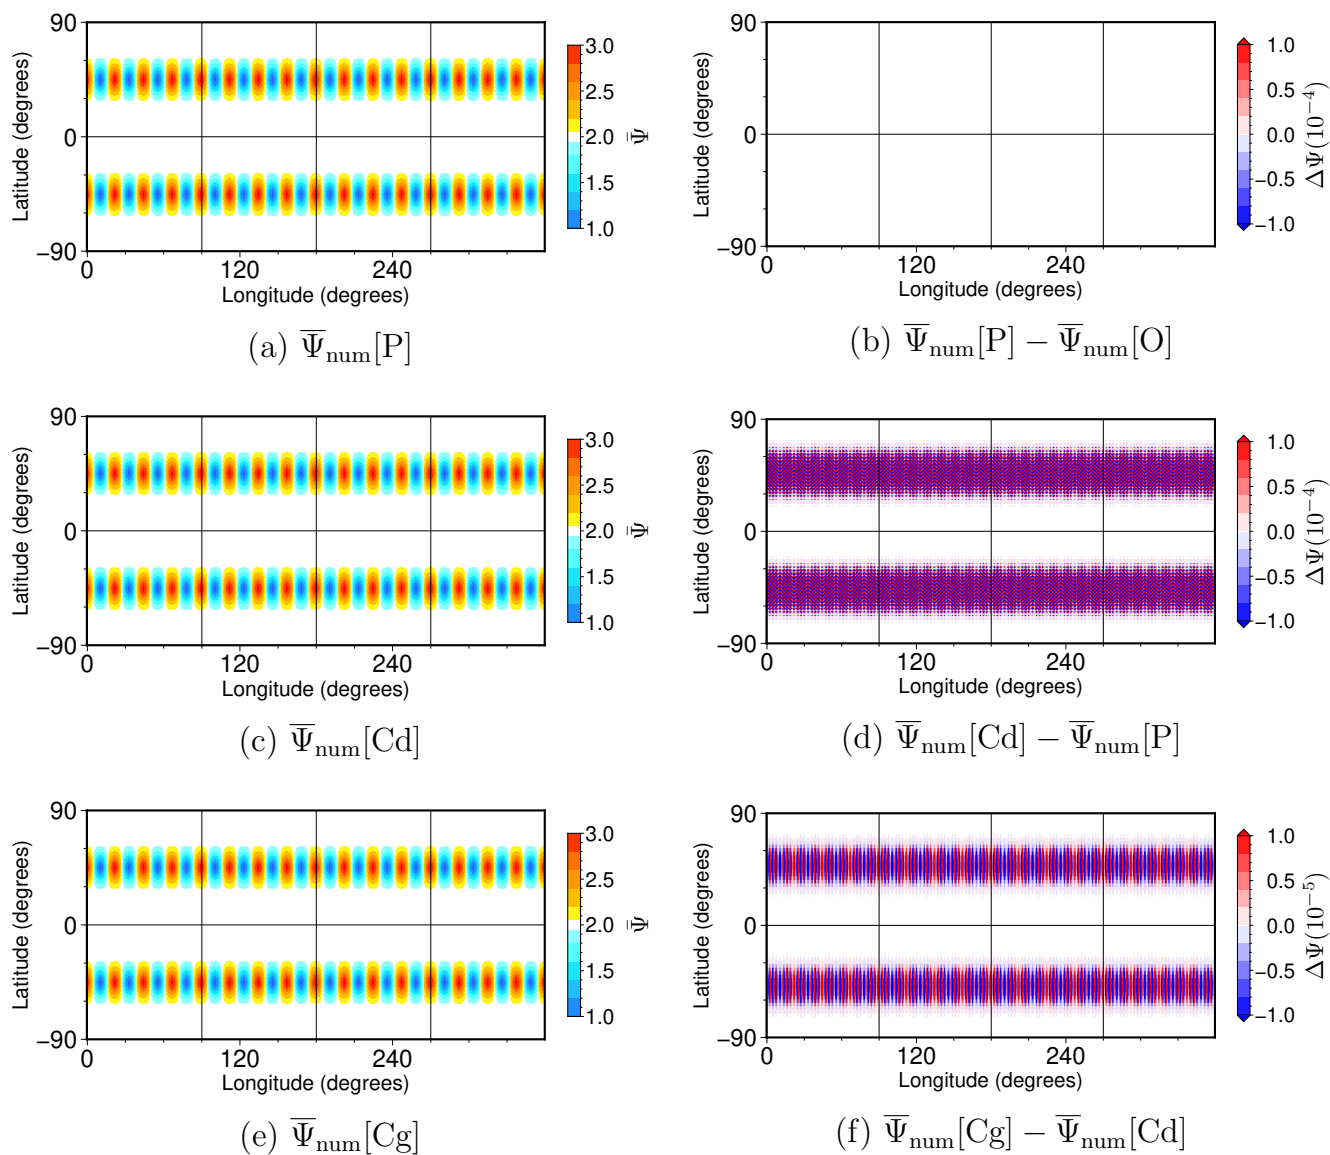 90
0
−90
0 120 240
Latitude (degrees)
Longitude (degrees)
3.0
2.5
2.0
1.5
1.0
Ψ̅
(a) Ψ̅num[P]
90
0
−90
0 120 240
Latitude (degrees)
Longitude (degrees)
1.0
0.5
0.0
−0.5
−1.0
ΔΨ(10⁻⁴)
(b) Ψ̅num[P] − Ψ̅num[O]
90
0
−90
0 120 240
Latitude (degrees)
Longitude (degrees)
3.0
2.5
2.0
1.5
1.0
Ψ̅
(c) Ψ̅num[Cd]
90
0
−90
0 120 240
Latitude (degrees)
Longitude (degrees)
1.0
0.5
0.0
−0.5
−1.0
ΔΨ(10⁻⁴)
(d) Ψ̅num[Cd] − Ψ̅num[P]
90
0
−90
0 120 240
Latitude (degrees)
Longitude (degrees)
3.0
2.5
2.0
1.5
1.0
Ψ̅
(e) Ψ̅num[Cg]
90
0
−90
0 120 240
Latitude (degrees)
Longitude (degrees)
1.0
0.5
0.0
−0.5
−1.0
ΔΨ(10⁻⁵)
(f) Ψ̅num[Cg] − Ψ̅num[Cd]